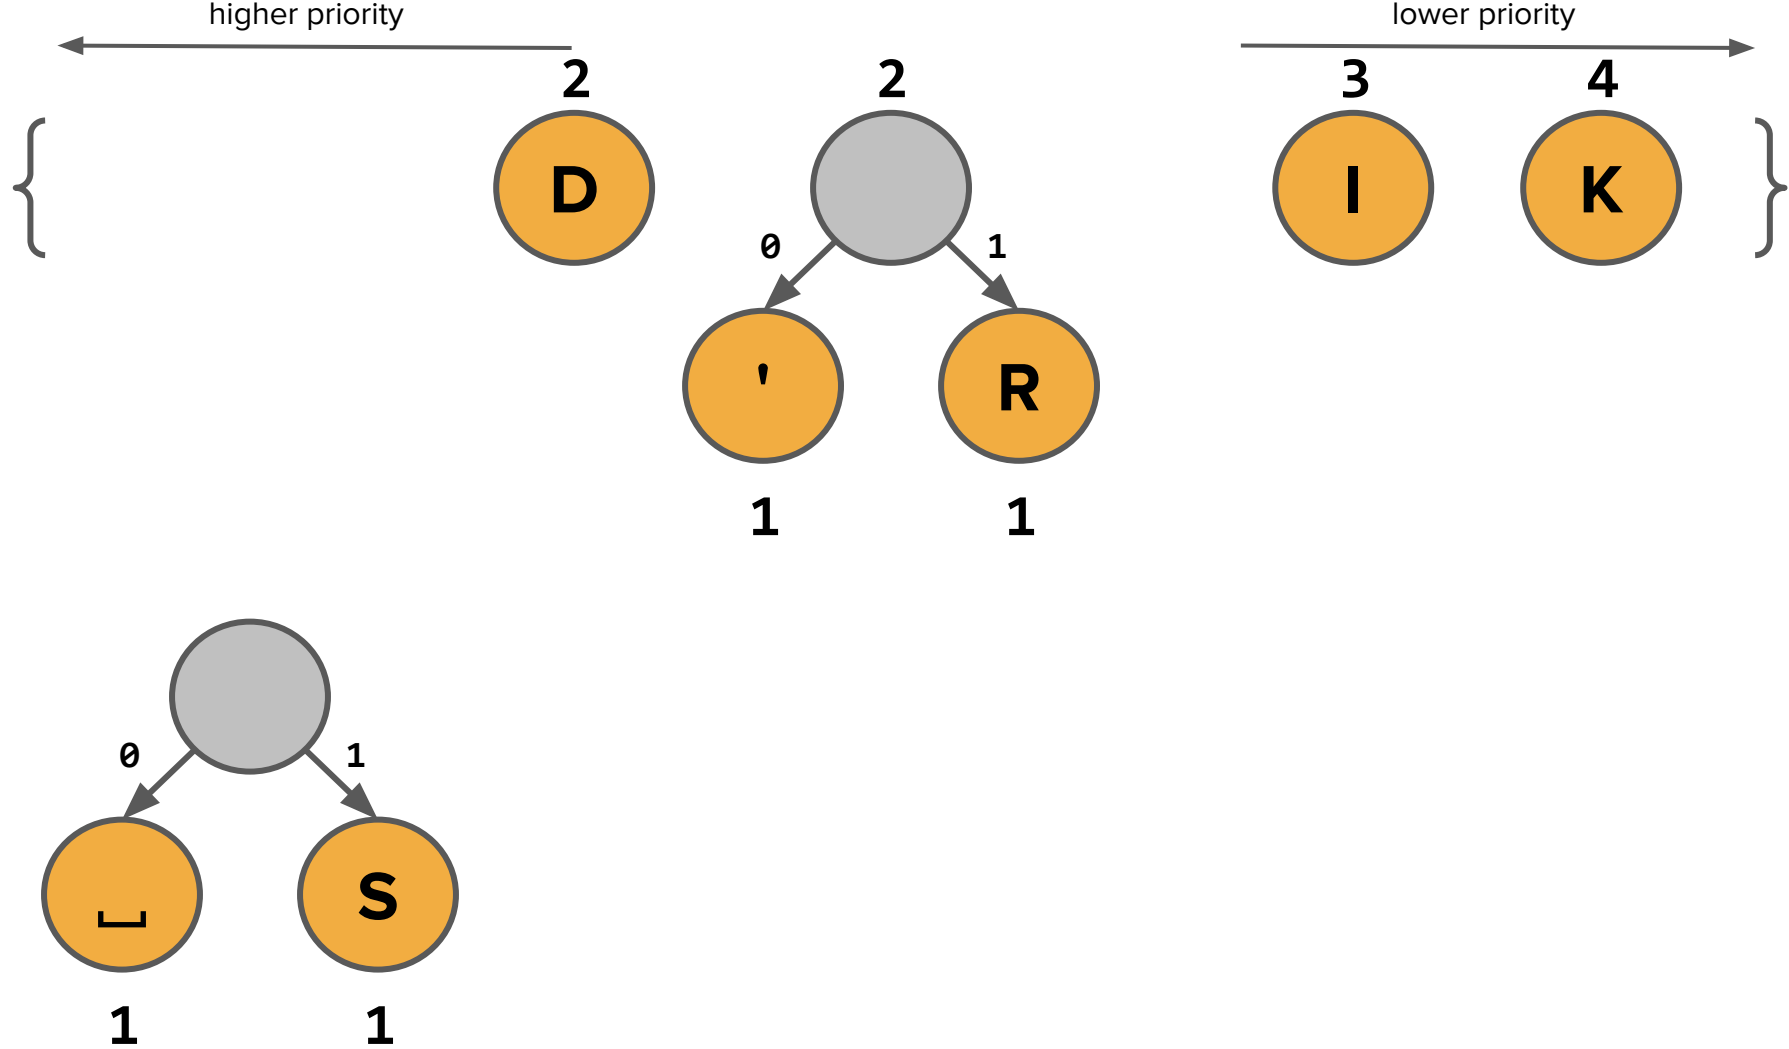 higher priority lower priority
2 2 3 4
{ D I K }
0 1
' R
1 1
0 1
⎵ S
1 1